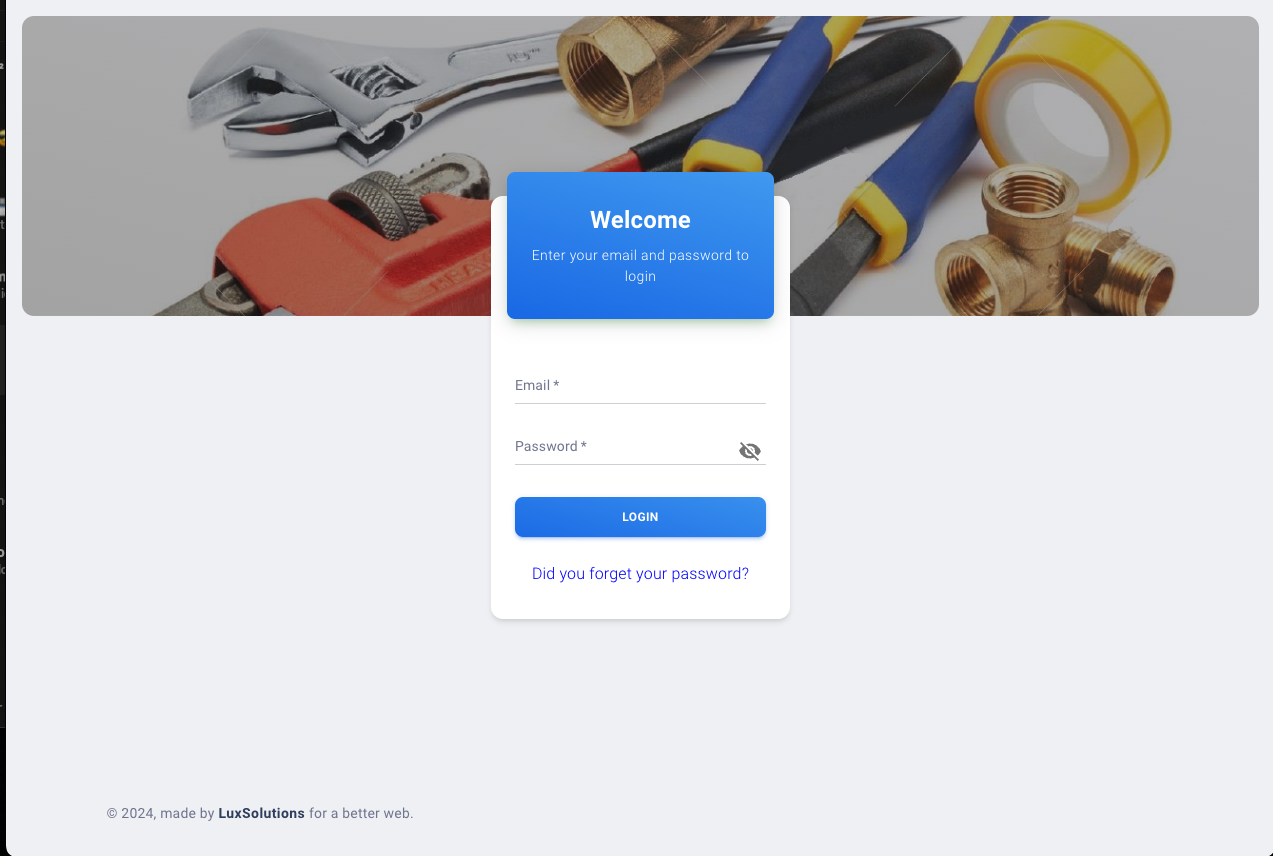 Welcome
Enter your email and password to
login
Email *
Password *
LOGIN
Did you forget your password?
© 2024, made by LuxSolutions for a better web.